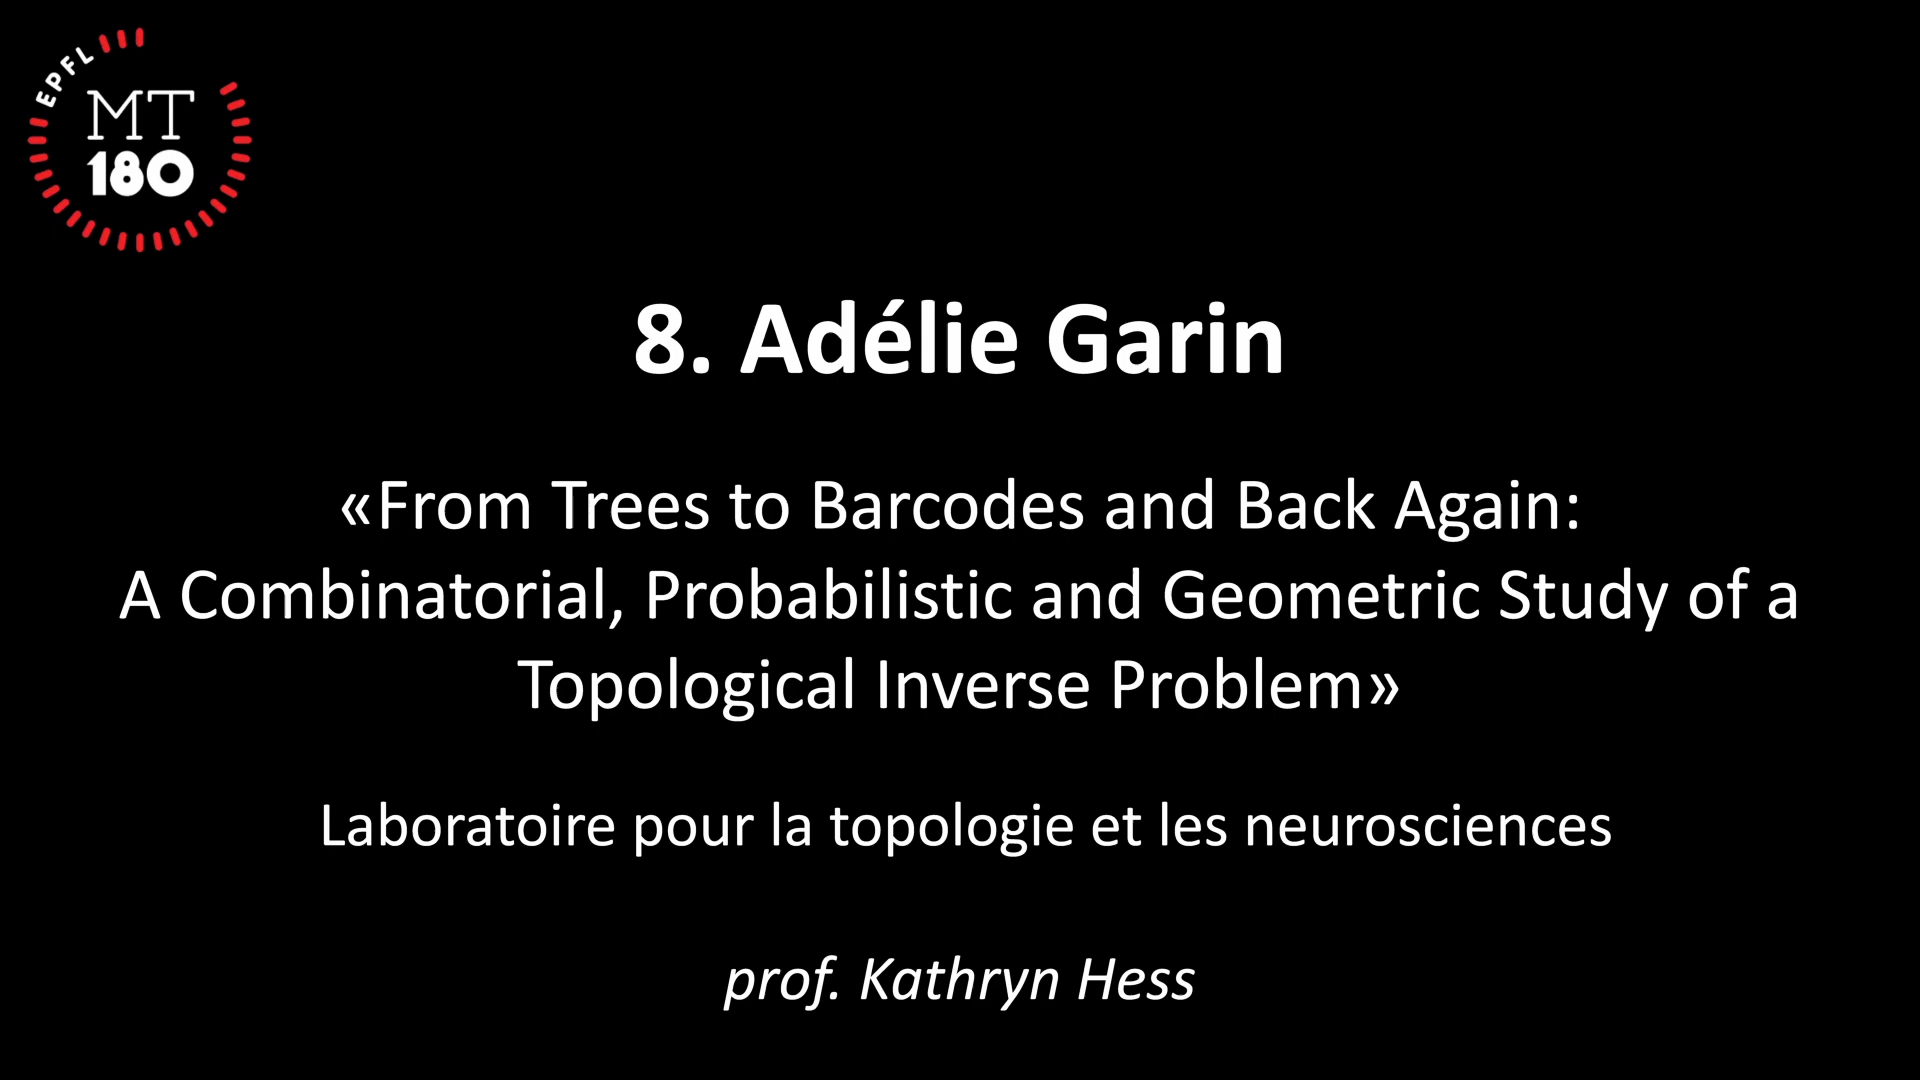 EPFL
MT
180
8. Adélie Garin
«From Trees to Barcodes and Back Again:
A Combinatorial, Probabilistic and Geometric Study of a
Topological Inverse Problem»
Laboratoire pour la topologie et les neurosciences
prof. Kathryn Hess